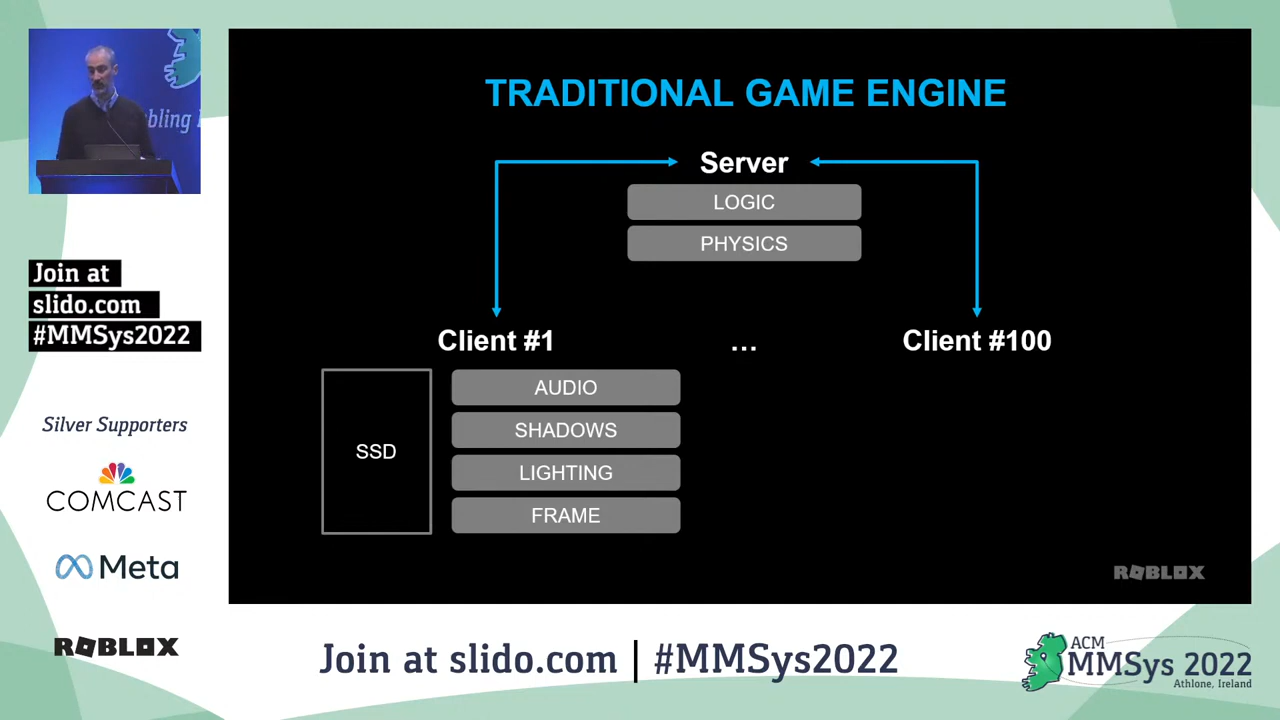 bling
Join at
slido.com
#MMSys2022
Silver Supporters
COMCAST
Meta
ROBLOX
TRADITIONAL GAME ENGINE
Server
LOGIC
PHYSICS
Client #1
...
Client #100
SSD
AUDIO
SHADOWS
LIGHTING
FRAME
ROBLOX
Join at slido.com | #MMSys2022
ACM
MMSys 2022
Athlone, Ireland